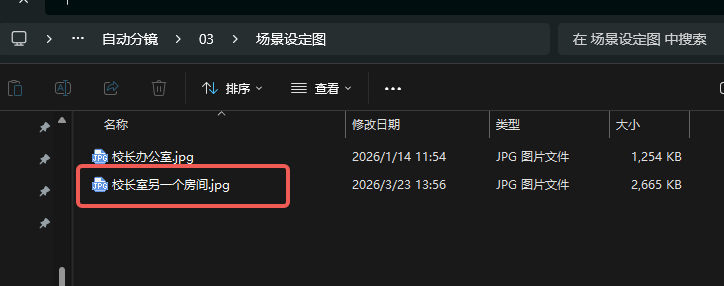 自动分镜 03 场景设定图 在 场景设定图 中搜索
排序 查看
名称 修改日期 类型 大小
校长办公室.jpg 2026/1/14 11:54 JPG 图片文件 1,254 KB
校长室另一个房间.jpg 2026/3/23 13:56 JPG 图片文件 2,665 KB